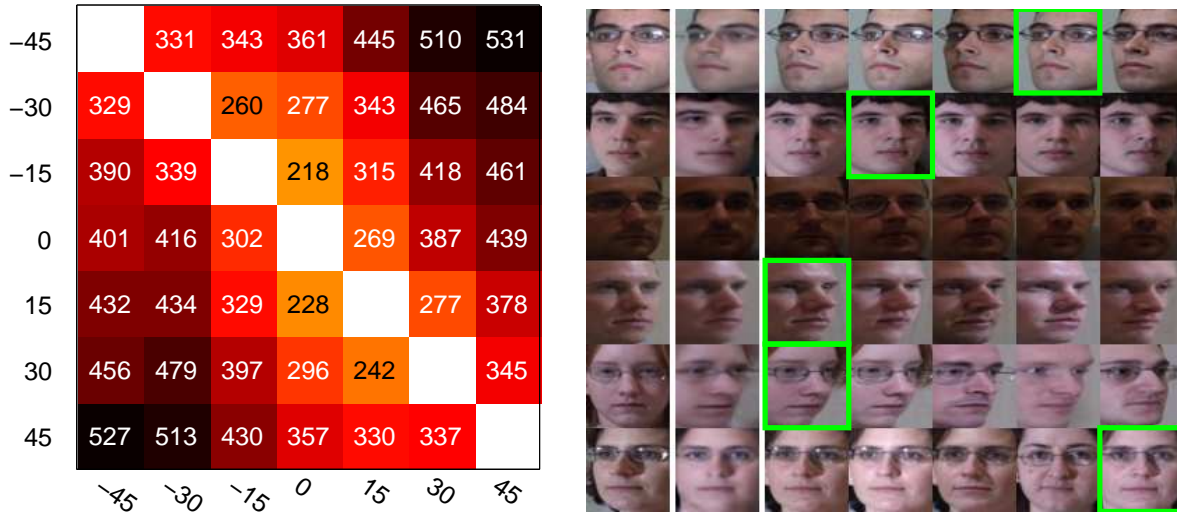 −45 331 343 361 445 510 531
−30 329 260 277 343 465 484
−15 390 339 218 315 418 461
0 401 416 302 269 387 439
15 432 434 329 228 277 378
30 456 479 397 296 242 345
45 527 513 430 357 330 337
−45 −30 −15 0 15 30 45